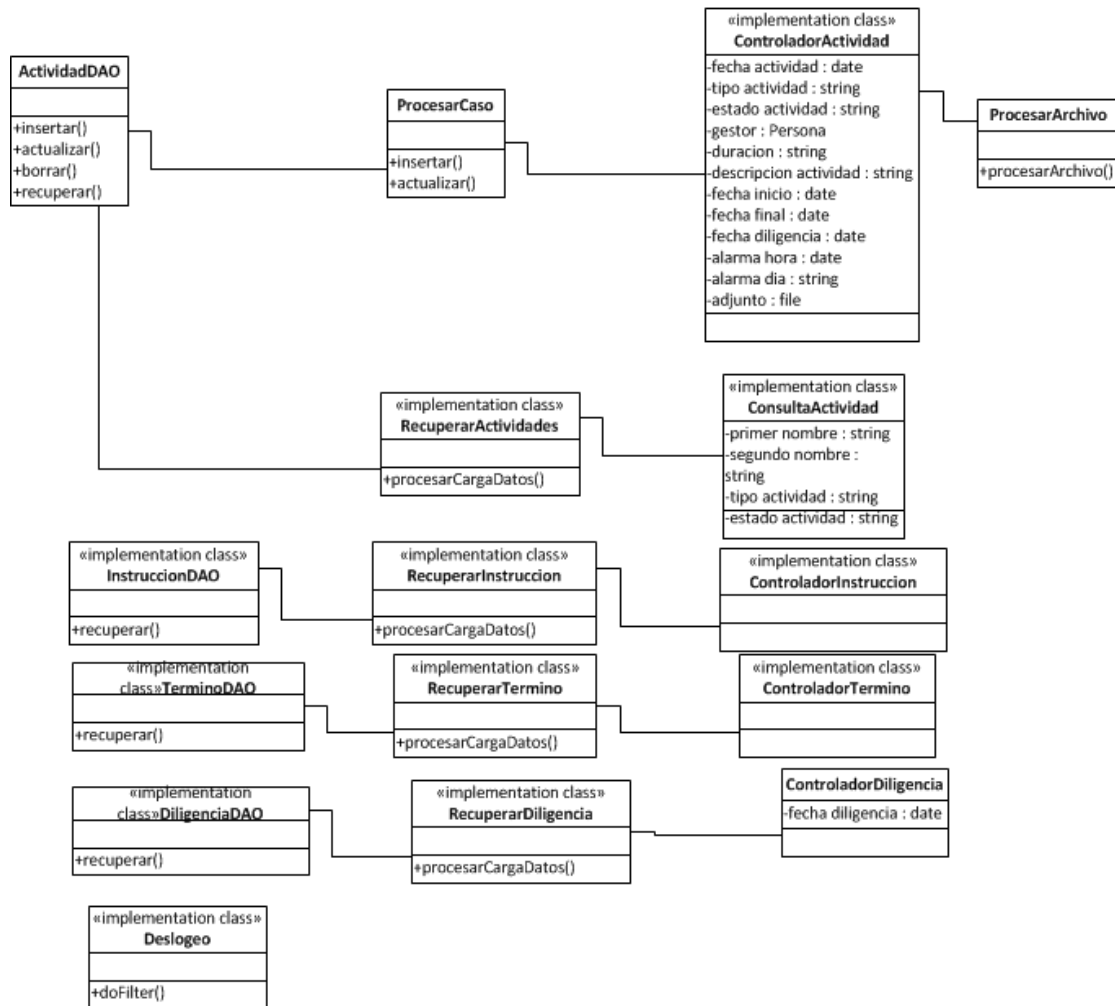 ActividadDAO
+insertar()
+actualizar()
+borrar()
+recuperar()
ProcesarCaso
+insertar()
+actualizar()
«implementation class»
ControladorActividad
-fecha actividad : date
-tipo actividad : string
-estado actividad : string
-gestor : Persona
-duracion : string
-descripcion actividad : string
-fecha inicio : date
-fecha final : date
-fecha diligencia : date
-alarma hora : date
-alarma dia : string
-adjunto : file
ProcesarArchivo
+procesarArchivo()
«implementation class»
RecuperarActividades
+procesarCargaDatos()
«implementation class»
ConsultaActividad
-primer nombre : string
-segundo nombre :
string
-tipo actividad : string
-estado actividad : string
«implementation class»
InstruccionDAO
+recuperar()
«implementation class»
RecuperarInstruccion
+procesarCargaDatos()
«implementation class»
ControladorInstruccion
«implementation
class»TerminoDAO
+recuperar()
«implementation class»
RecuperarTermino
+procesarCargaDatos()
«implementation class»
ControladorTermino
«implementation
class»DiligenciaDAO
+recuperar()
«implementation class»
RecuperarDiligencia
+procesarCargaDatos()
ControladorDiligencia
-fecha diligencia : date
«implementation class»
Deslogeo
+doFilter()